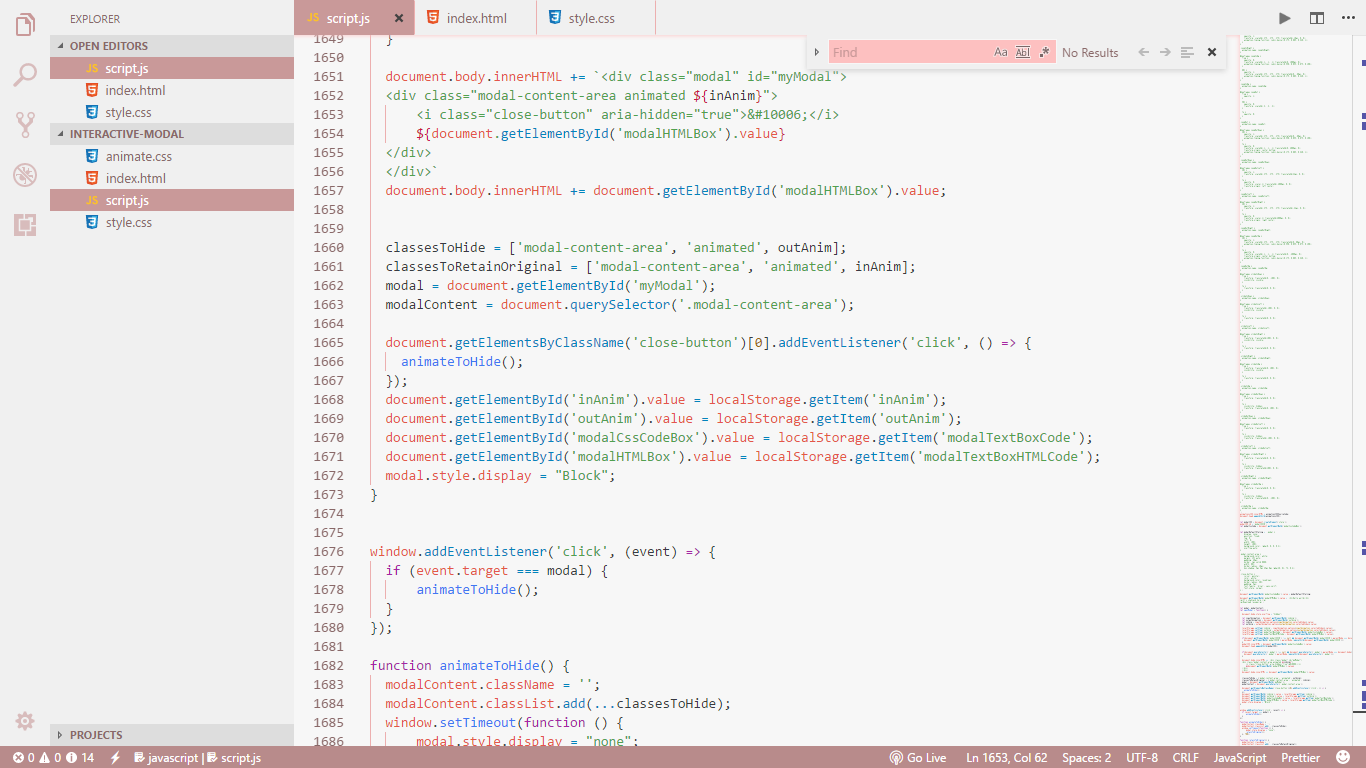 EXPLORER
OPEN EDITORS
JS script.js
index.html
style.css
INTERACTIVE-MODAL
animate.css
index.html
JS script.js
style.css
PROJECTS
JS script.js ×
index.html
style.css
Find
Aa Abl .*
No Results
1649 }
1650
1651 document.body.innerHTML += `<div class="modal" id="myModal">
1652 <div class="modal-content-area animated ${inAnim}">
1653 <i class="close-button" aria-hidden="true">&#10006;</i>
1654 ${document.getElementById('modalHTMLBox').value}
1655 </div>
1656 </div>`
1657 document.body.innerHTML += document.getElementById('modalHTMLBox').value;
1658
1659
1660 classesToHide = ['modal-content-area', 'animated', outAnim];
1661 classesToRetainOriginal = ['modal-content-area', 'animated', inAnim];
1662 modal = document.getElementById('myModal');
1663 modalContent = document.querySelector('.modal-content-area');
1664
1665 document.getElementsByClassName('close-button')[0].addEventListener('click', () => {
1666 animateToHide();
1667 });
1668 document.getElementById('inAnim').value = localStorage.getItem('inAnim');
1669 document.getElementById('outAnim').value = localStorage.getItem('outAnim');
1670 document.getElementById('modalCssCodeBox').value = localStorage.getItem('modalTextBoxCode');
1671 document.getElementById('modalHTMLBox').value = localStorage.getItem('modalTextBoxHTMLCode');
1672 modal.style.display = "Block";
1673 }
1674
1675
1676 window.addEventListener('click', (event) => {
1677 if (event.target === modal) {
1678 animateToHide();
1679 }
1680 });
1681
1682 function animateToHide() {
1683 modalContent.className = '';
1684 modalContent.classList.add(...classesToHide);
1685 window.setTimeout(function () {
1686 modal.style.display = "none";
0 0 14
javascript | script.js
Go Live
Ln 1653, Col 62
Spaces: 2
UTF-8
CRLF
JavaScript
Prettier